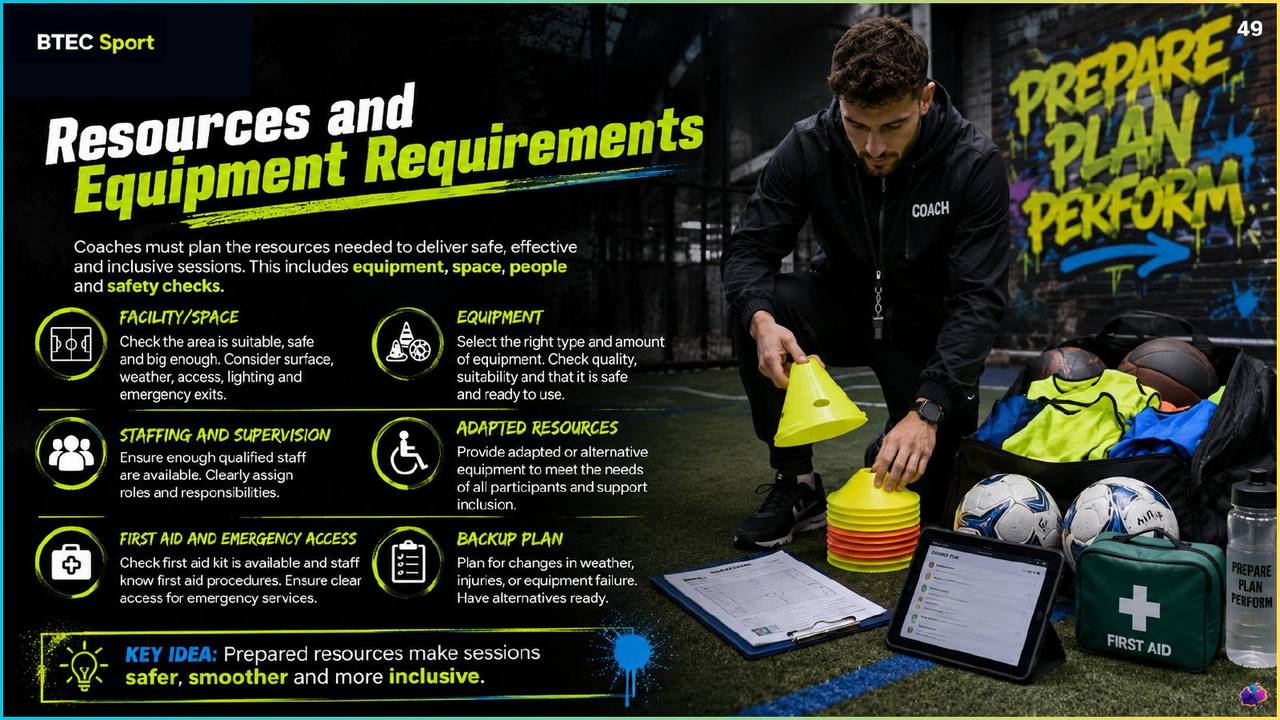 BTEC Sport
49
Resources and
Equipment Requirements
Coaches must plan the resources needed to deliver safe, effective
and inclusive sessions. This includes equipment, space, people
and safety checks.
FACILITY/SPACE
Check the area is suitable, safe
and big enough. Consider surface,
weather, access, lighting and
emergency exits.
EQUIPMENT
Select the right type and amount
of equipment. Check quality,
suitability and that it is safe
and ready to use.
STAFFING AND SUPERVISION
Ensure enough qualified staff
are available. Clearly assign
roles and responsibilities.
ADAPTED RESOURCES
Provide adapted or alternative
equipment to meet the needs
of all participants and support
inclusion.
FIRST AID AND EMERGENCY ACCESS
Check first aid kit is available and staff
know first aid procedures. Ensure clear
access for emergency services.
BACKUP PLAN
Plan for changes in weather,
injuries, or equipment failure.
Have alternatives ready.
KEY IDEA: Prepared resources make sessions
safer, smoother and more inclusive.
PREPARE
PLAN
PERFORM
COACH
FIRST AID
PREPARE
PLAN
PERFORM